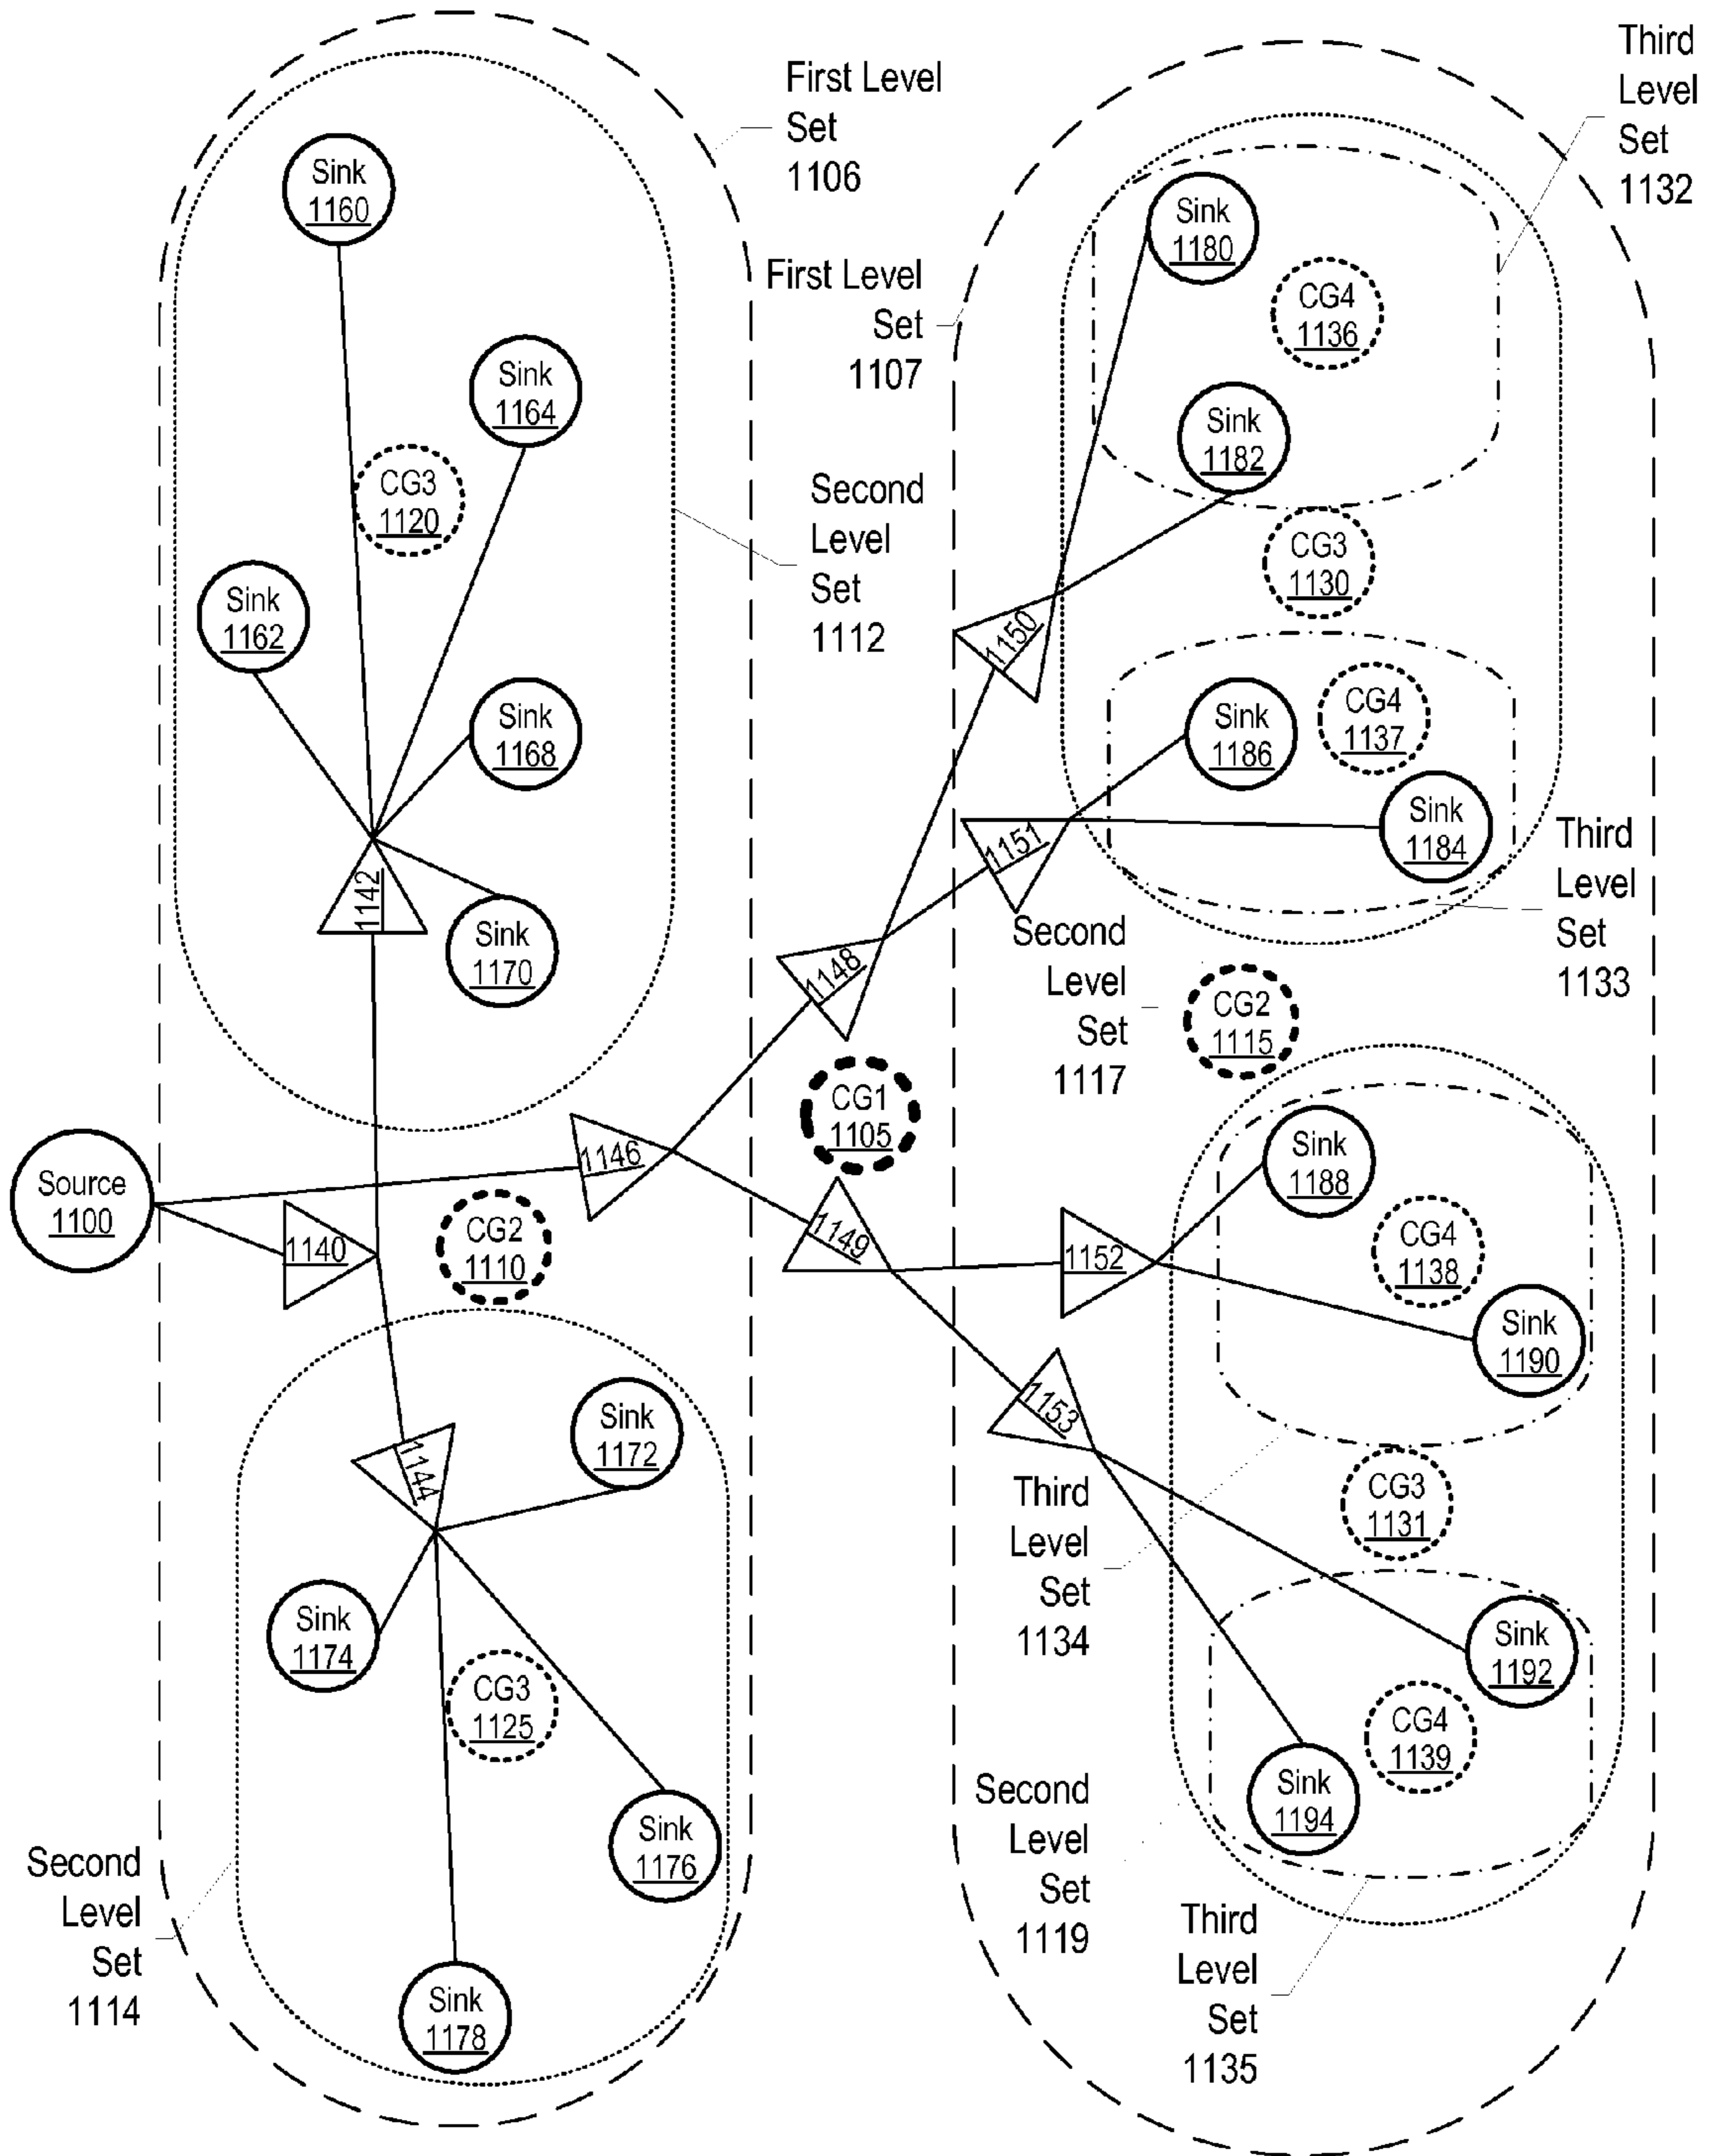 First Level
Set
1106
Third
Level
Set
1132
Sink
1160
Sink
1180
First Level
Set
1107
CG4
1136
Sink
1164
Sink
1182
CG3
1120
Second
Level
Set
1112
CG3
1130
Sink
1162
1150
Sink
1168
Sink
1186
CG4
1137
Sink
1184
1151
1142
Third
Level
Set
1133
Sink
1170
1148
Second
Level
Set
1117
CG2
1115
CG1
1105
Source
1100
1146
Sink
1188
1140
CG2
1110
1149
1152
CG4
1138
Sink
1190
Sink
1172
1153
1144
Third
Level
Set
1134
CG3
1131
Sink
1174
CG3
1125
Sink
1192
CG4
1139
Second
Level
Set
1119
Sink
1194
Sink
1176
Second
Level
Set
1114
Third
Level
Set
1135
Sink
1178